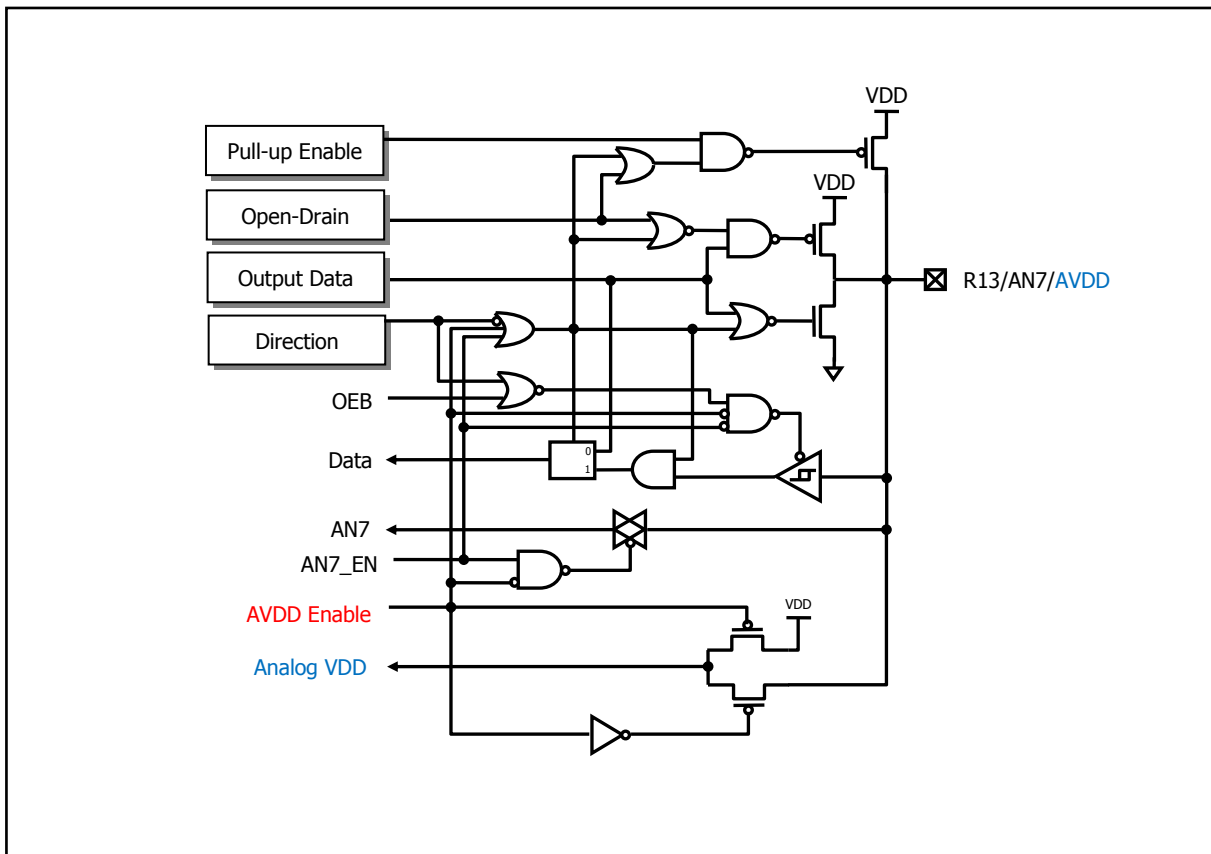 VDD
Pull-up Enable
VDD
Open-Drain
Output Data
R13/AN7/AVDD
Direction
OEB
0
Data
1
AN7
AN7_EN
AVDD Enable
VDD
Analog VDD